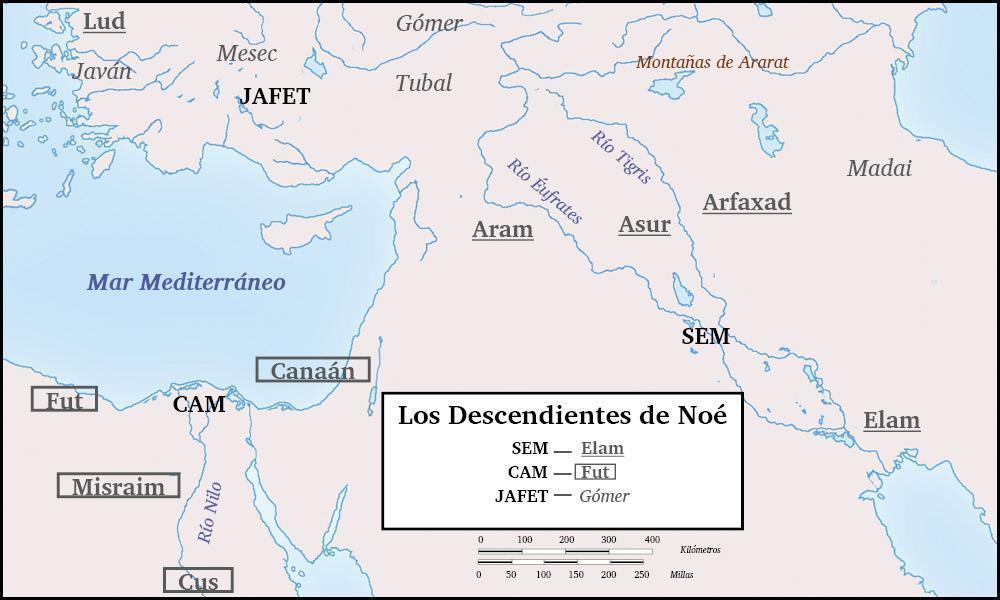 Lud
Gómer
Mesec
Javán
Montañas de Ararat
Tubal
JAFET
Río Tigris
Madai
Río Éufrates
Arfaxad
Asur
Aram
Mar Mediterráneo
SEM
Canaán
Fut
CAM
Los Descendientes de Noé
SEM — Elam
CAM — Fut
JAFET — Gómer
Elam
Misraim
Río Nilo
0 100 200 300 400 Kilómetros
0 50 100 150 200 250 Millas
Cus